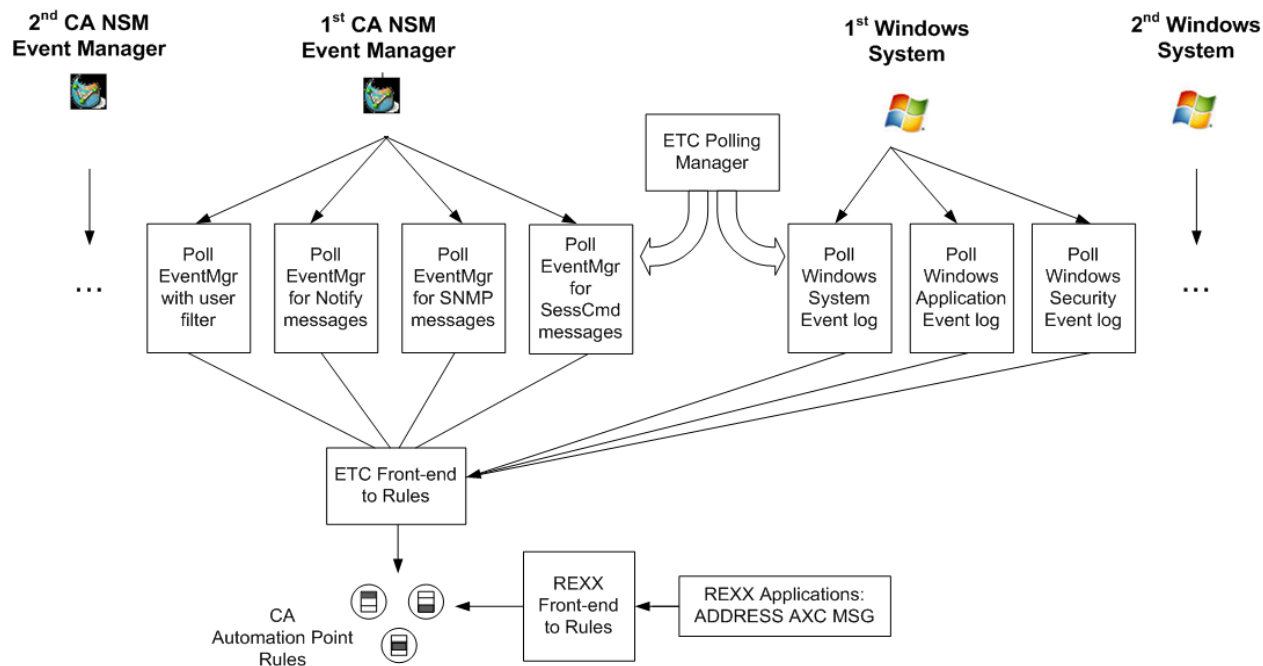 2nd CA NSM
Event Manager
1st CA NSM
Event Manager
1st Windows
System
2nd Windows
System
ETC Polling
Manager
...
Poll
EventMgr
with user
filter
Poll
EventMgr
for Notify
messages
Poll
EventMgr
for SNMP
messages
Poll
EventMgr
for
SessCmd
messages
Poll
Windows
System
Event log
Poll
Windows
Application
Event log
Poll
Windows
Security
Event log
...
ETC Front-end
to Rules
CA
Automation Point
Rules
REXX
Front-end
to Rules
REXX Applications:
ADDRESS AXC MSG